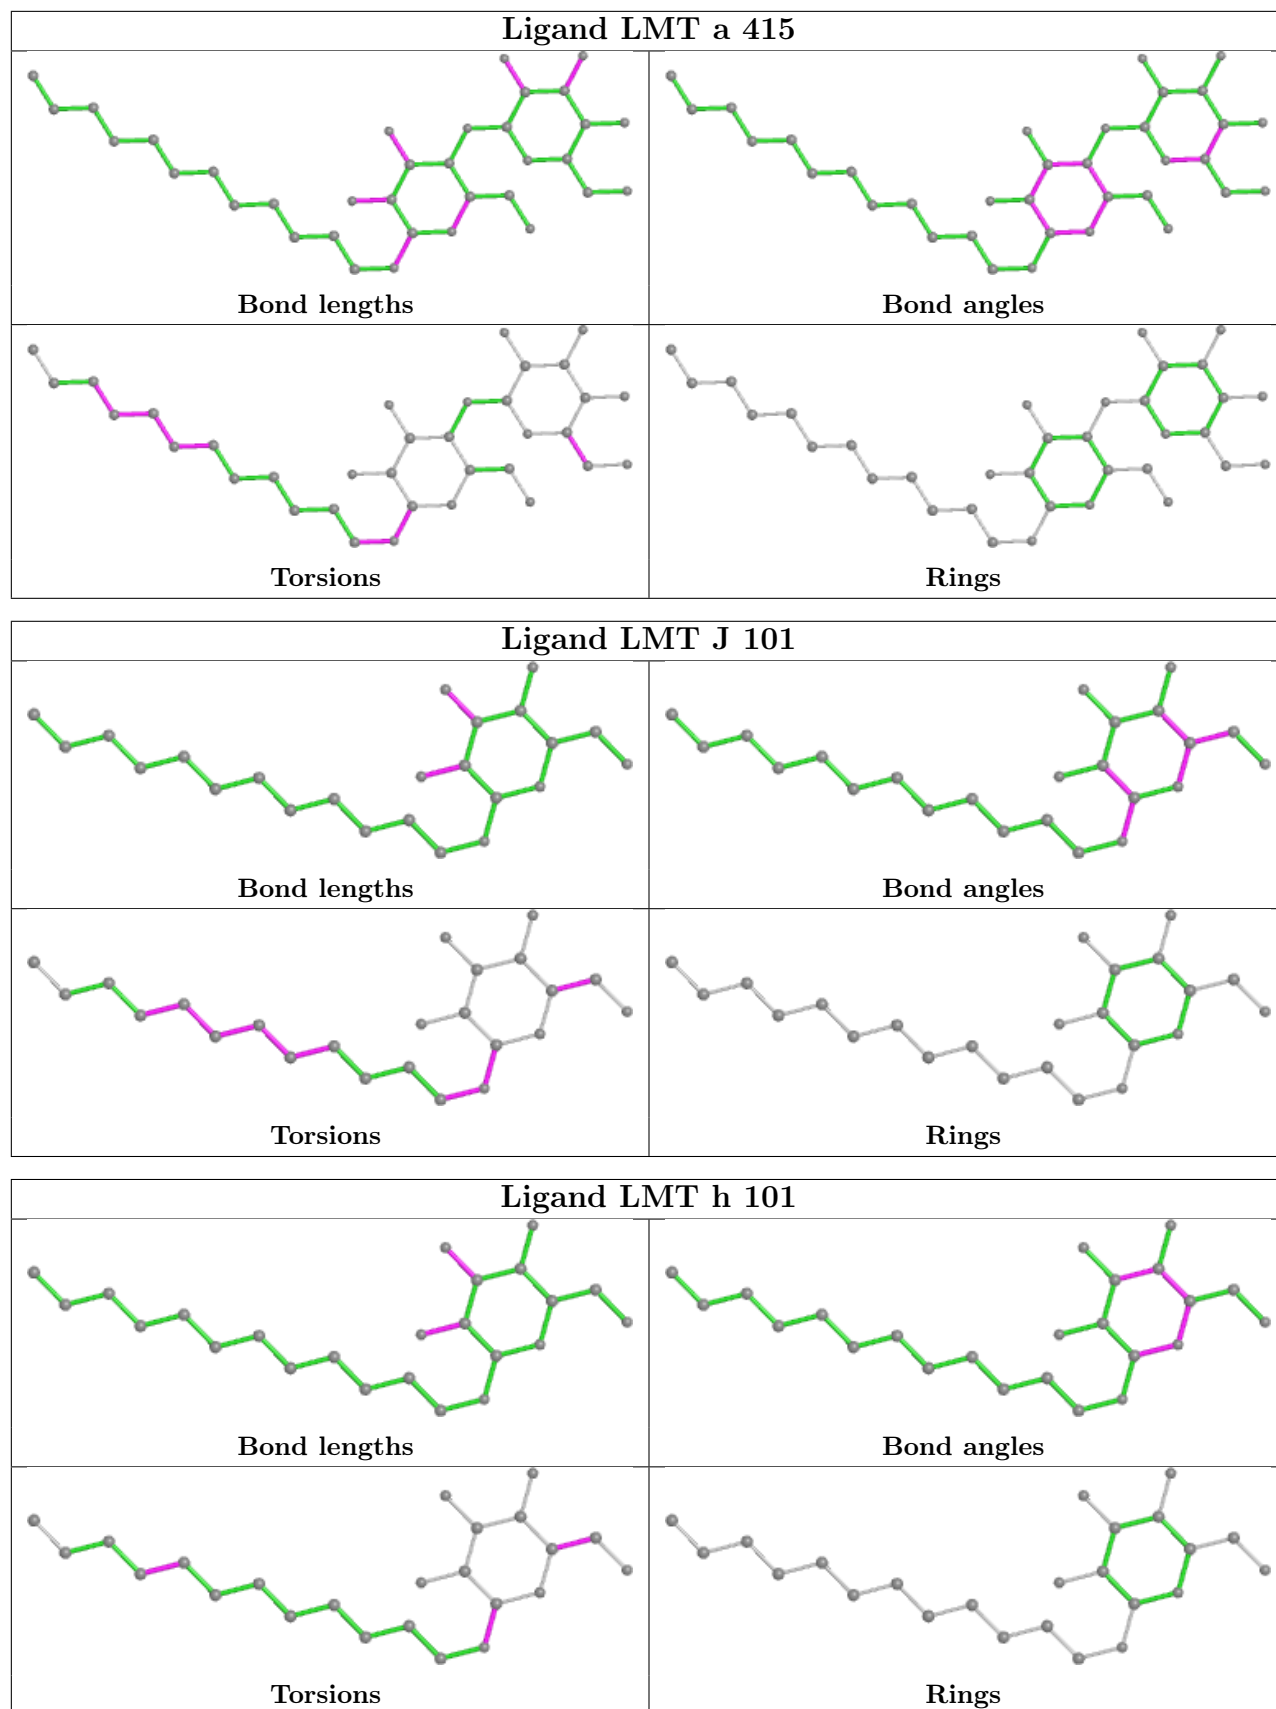 Ligand LMT a 415
Bond lengths
Bond angles
Torsions
Rings
Ligand LMT J 101
Bond lengths
Bond angles
Torsions
Rings
Ligand LMT h 101
Bond lengths
Bond angles
Torsions
Rings